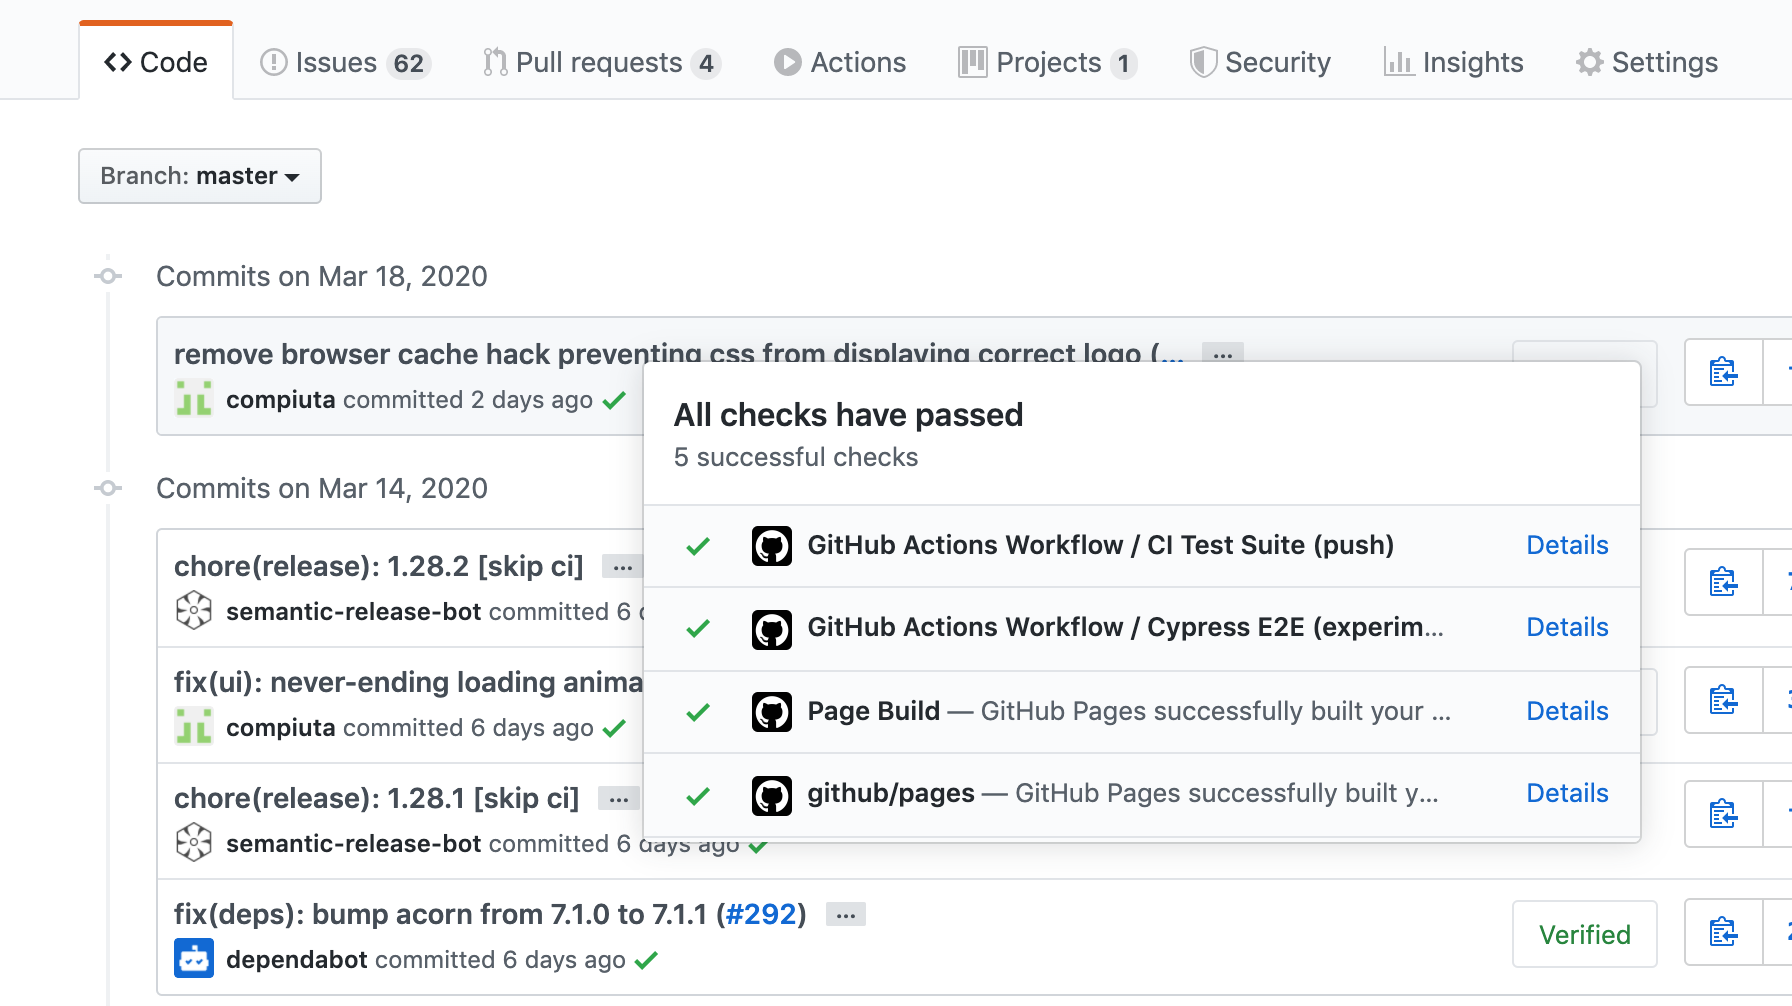 Code Issues 62 Pull requests 4 Actions Projects 1 Security Insights Settings
Branch: master
Commits on Mar 18, 2020
remove browser cache hack preventing css from displaying correct logo (... ...
compiuta committed 2 days ago
All checks have passed
5 successful checks
GitHub Actions Workflow / CI Test Suite (push) Details
GitHub Actions Workflow / Cypress E2E (experim... Details
Page Build — GitHub Pages successfully built your ... Details
github/pages — GitHub Pages successfully built y... Details
Commits on Mar 14, 2020
chore(release): 1.28.2 [skip ci] ...
semantic-release-bot committed 6
fix(ui): never-ending loading anima
compiuta committed 6 days ago
chore(release): 1.28.1 [skip ci] ...
semantic-release-bot committed 6 days ago
fix(deps): bump acorn from 7.1.0 to 7.1.1 (#292) ...
dependabot committed 6 days ago
Verified